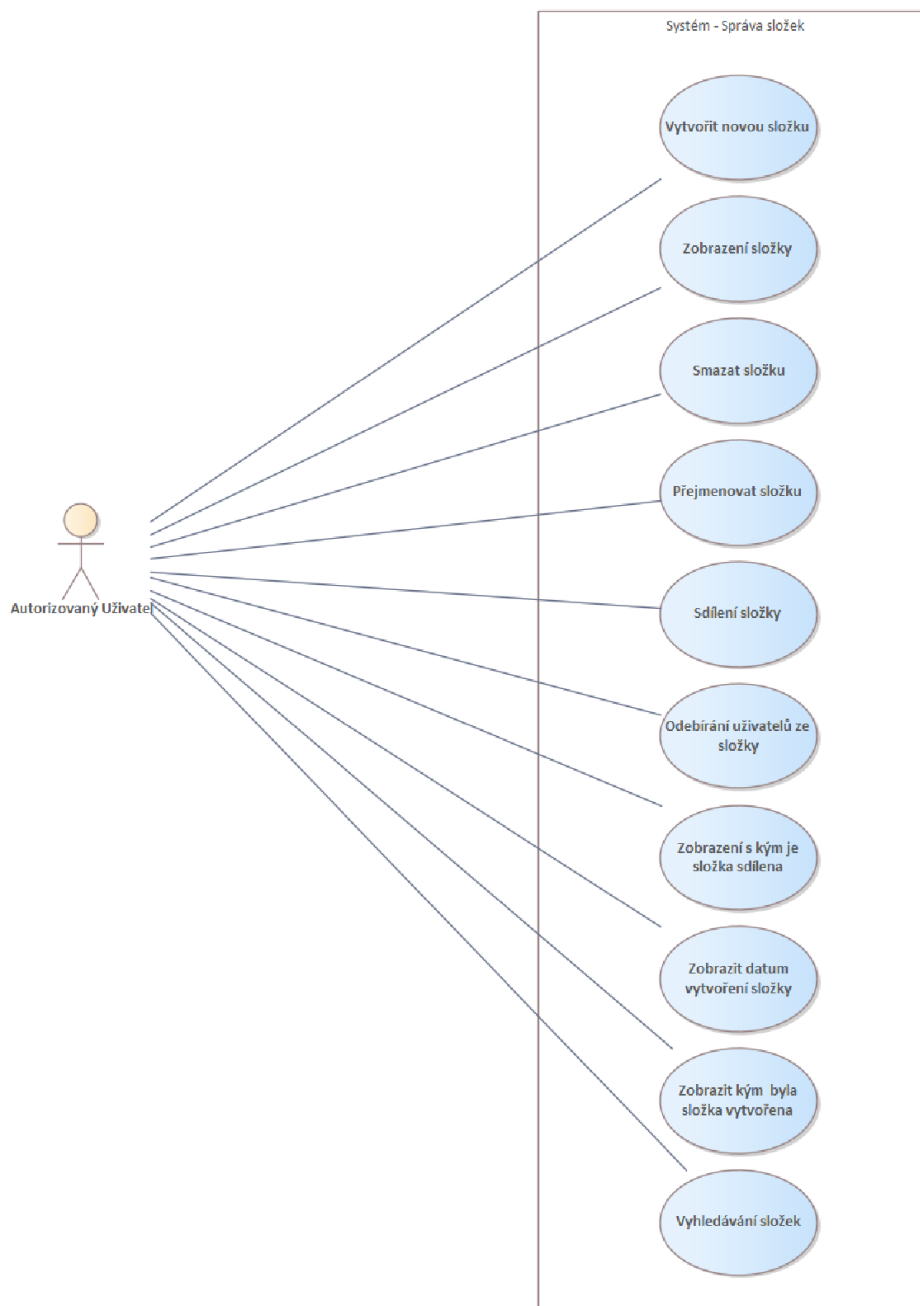 Systém - Správa složek
Vytvořit novou složku
Zobrazení složky
Smazat složku
Přejmenovat složku
Autorizovaný Uživatel
Sdílení složky
Odebírání uživatelů ze
složky
Zobrazení s kým je
složka sdílena
Zobrazit datum
vytvoření složky
Zobrazit kým  byla
složka vytvořena
Vyhledávání složek